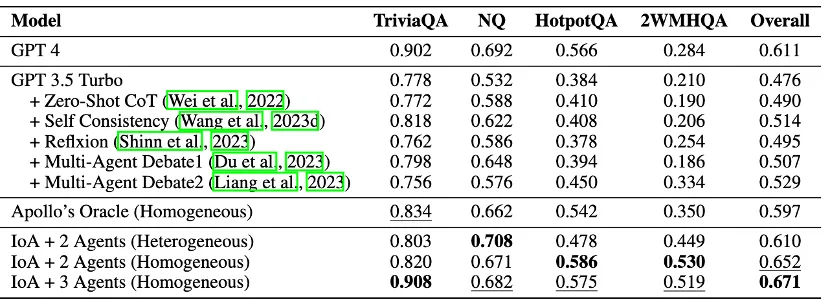 Model TriviaQA NQ HotpotQA 2WMHQA Overall
GPT 4 0.902 0.692 0.566 0.284 0.611
GPT 3.5 Turbo 0.778 0.532 0.384 0.210 0.476
+ Zero-Shot CoT (Wei et al., 2022) 0.772 0.588 0.410 0.190 0.490
+ Self Consistency (Wang et al., 2023d) 0.818 0.622 0.408 0.206 0.514
+ Reflxion (Shinn et al., 2023) 0.762 0.586 0.378 0.254 0.495
+ Multi-Agent Debate1 (Du et al., 2023) 0.798 0.648 0.394 0.186 0.507
+ Multi-Agent Debate2 (Liang et al., 2023) 0.756 0.576 0.450 0.334 0.529
Apollo's Oracle (Homogeneous) 0.834 0.662 0.542 0.350 0.597
IoA + 2 Agents (Heterogeneous) 0.803 0.708 0.478 0.449 0.610
IoA + 2 Agents (Homogeneous) 0.820 0.671 0.586 0.530 0.652
IoA + 3 Agents (Homogeneous) 0.908 0.682 0.575 0.519 0.671